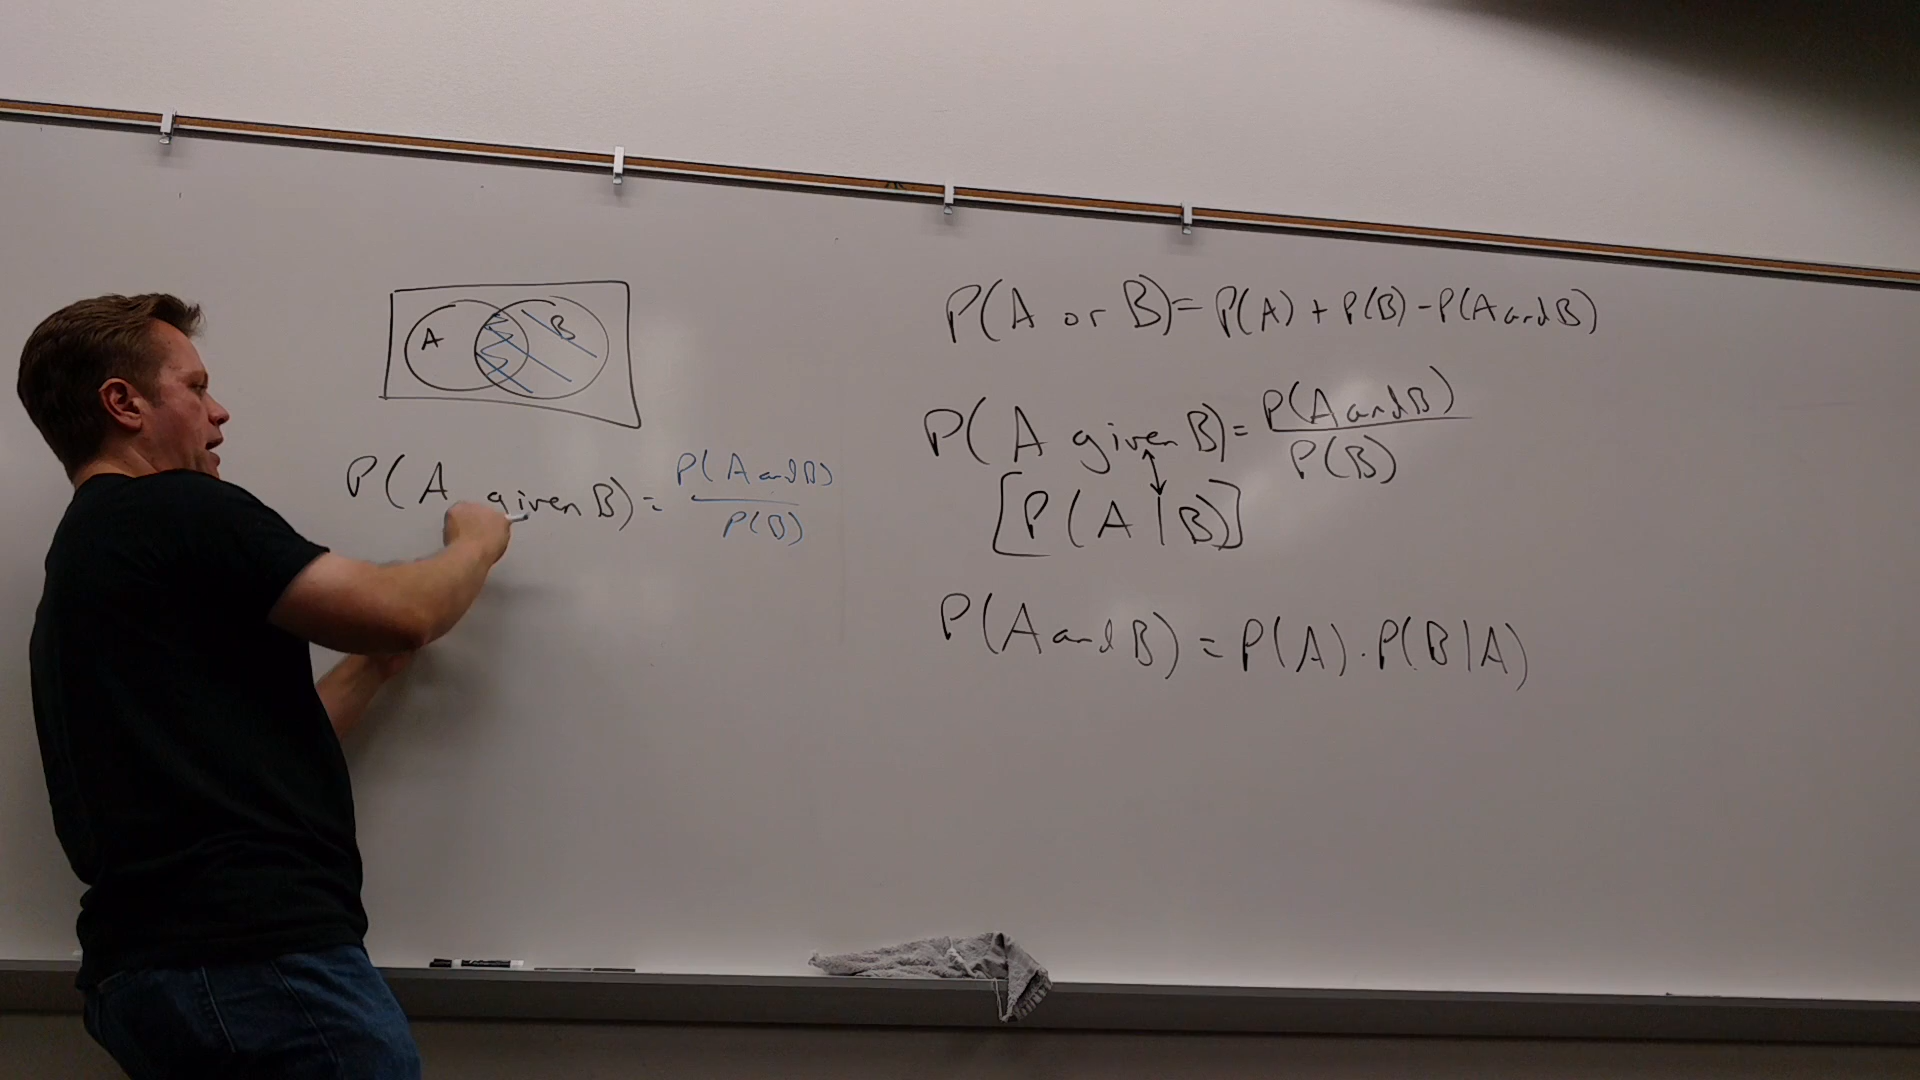 A B
P(A given B) = P(A and B)
P(B)
P(A or B) = P(A) + P(B) - P(A and B)
P(A given B) = P(A and B)
P(B)
[P(A | B)]
P(A and B) = P(A) · P(B | A)